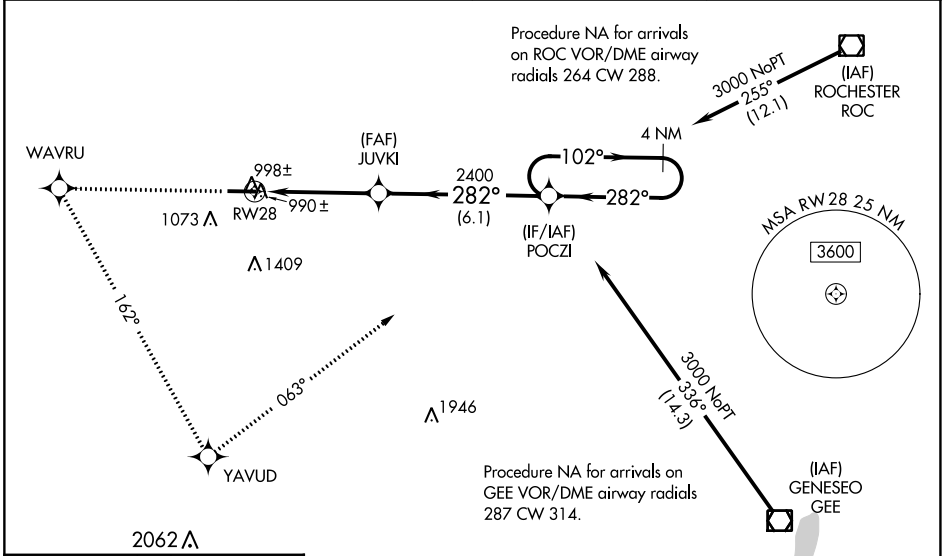 Procedure NA for arrivals
on ROC VOR/DME airway
radials 264 CW 288.
3000 NoPT
255°
(12.1)
(IAF)
ROCHESTER
ROC
4 NM
WAVRU
998±
990±
RW28
1073
1409
(FAF)
JUVKI
2400
282°
(6.1)
102°
282°
(IF/IAF)
POCZI
MSA RW 28 25 NM
3600
162°
063°
1946
3000 NoPT
336°
(14.3)
YAVUD
Procedure NA for arrivals on
GEE VOR/DME airway radials
287 CW 314.
(IAF)
GENESEO
GEE
2062